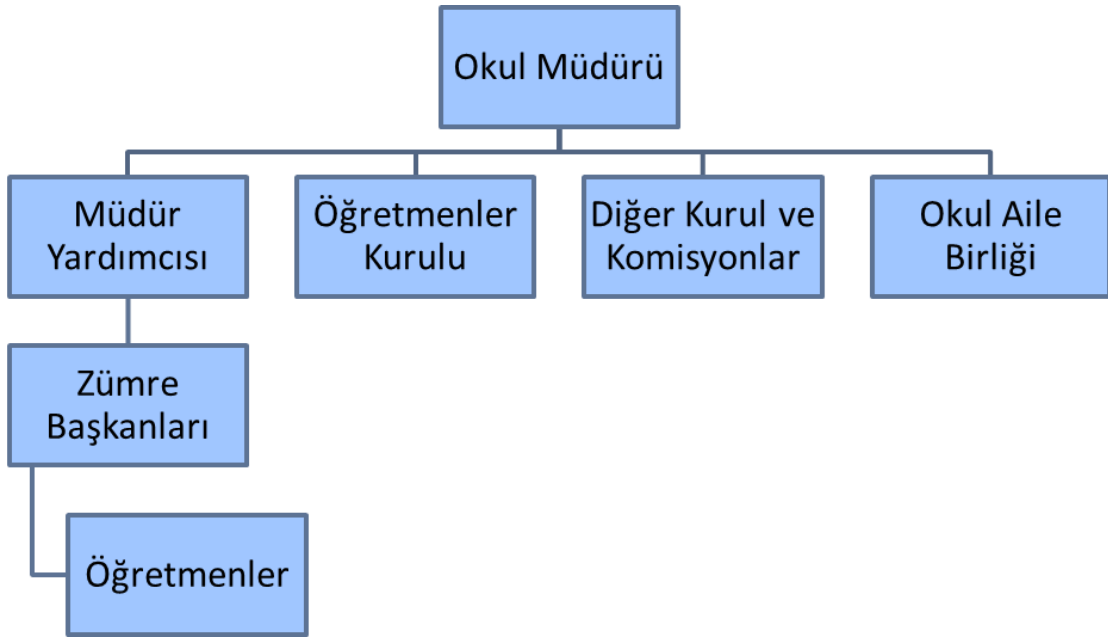 Okul Müdürü
Müdür
Yardımcısı
Öğretmenler
Kurulu
Diğer Kurul ve
Komisyonlar
Okul Aile
Birliği
Zümre
Başkanları
Öğretmenler